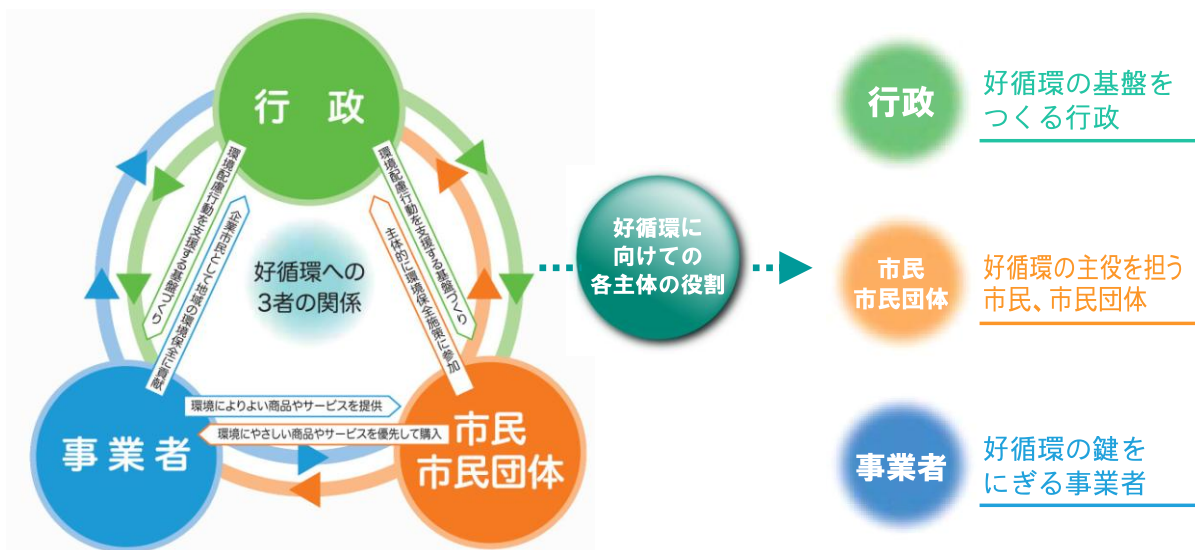 行 政
環境配慮行動を支援する基盤づくり
企業市民として地域の環境保全に貢献
環境配慮行動を支援する基盤づくり
主体的に環境保全施策に参加
好循環への
3者の関係
事 業 者
環境によりよい商品やサービスを提供
環境にやさしい商品やサービスを優先して購入
市民
市民団体
好循環に
向けての
各主体の役割
行政
好循環の基盤を
つくる行政
市民
市民団体
好循環の主役を担う
市民、市民団体
事業者
好循環の鍵を
にぎる事業者